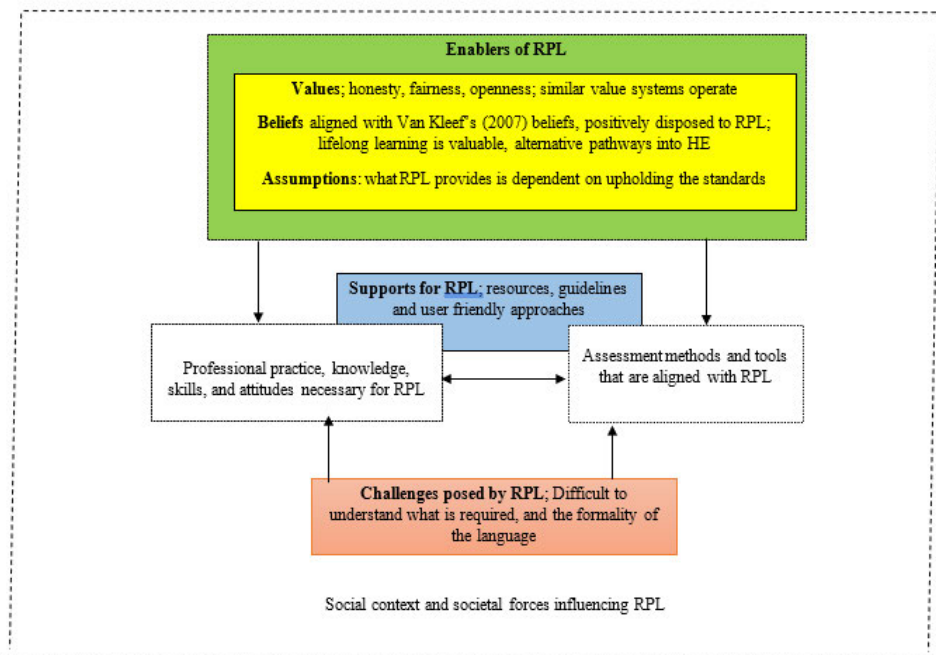 Enablers of RPL
Values; honesty, fairness, openness; similar value systems operate
Beliefs aligned with Van Kleef's (2007) beliefs, positively disposed to RPL;
lifelong learning is valuable, alternative pathways into HE
Assumptions: what RPL provides is dependent on upholding the standards
Supports for RPL; resources, guidelines
and user friendly approaches
Professional practice, knowledge,
skills, and attitudes necessary for RPL
Assessment methods and tools
that are aligned with RPL
Challenges posed by RPL; Difficult to
understand what is required, and the formality of
the language
Social context and societal forces influencing RPL